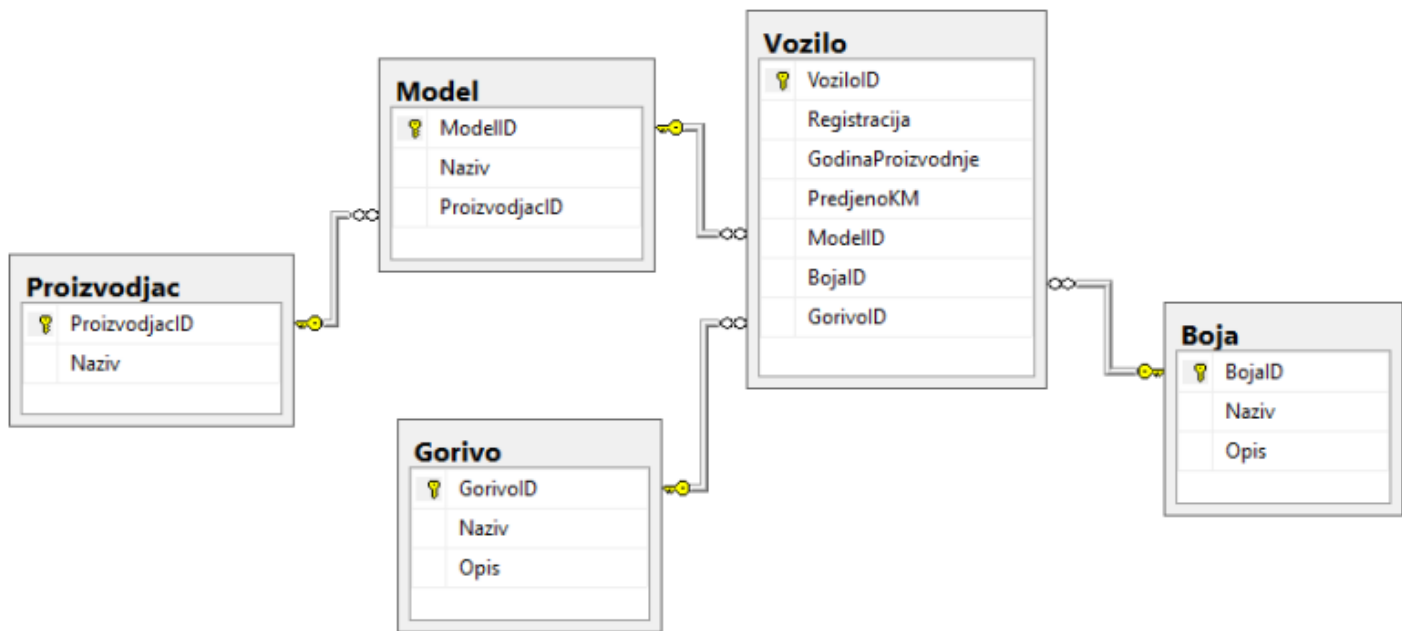 Proizvodjac
ProizvodjacID
Naziv
Model
ModelID
Naziv
ProizvodjacID
Gorivo
GorivoID
Naziv
Opis
Vozilo
VoziloID
Registracija
GodinaProizvodnje
PredjenoKM
ModelID
BojaID
GorivoID
Boja
BojaID
Naziv
Opis